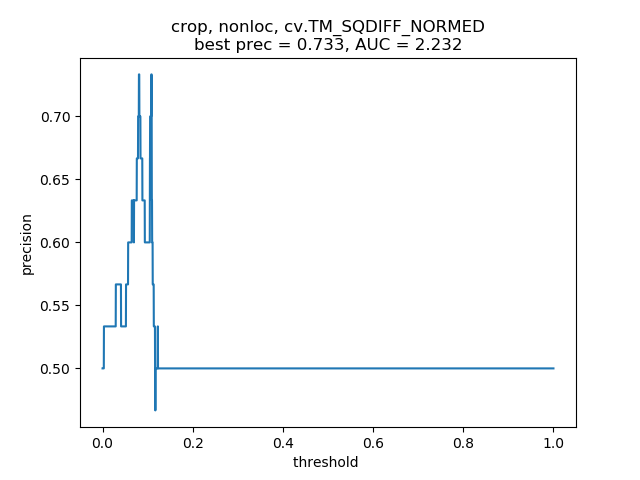 crop, nonloc, cv.TM_SQDIFF_NORMED
best prec = 0.733, AUC = 2.232
precision
0.70
0.65
0.60
0.55
0.50
0.0 0.2 0.4 0.6 0.8 1.0
threshold